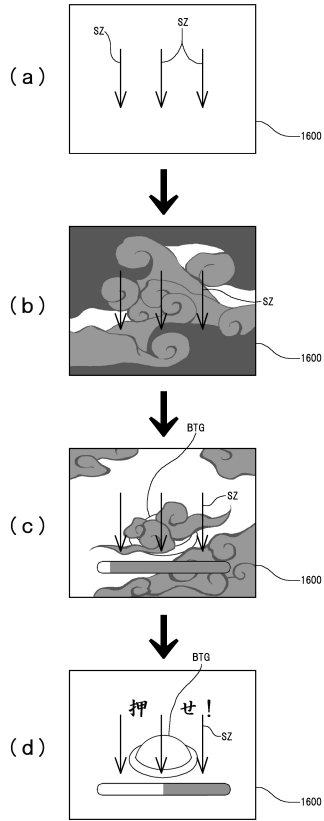 SZ SZ
(a)
1600
(b)
SZ
1600
BTG
SZ
(c)
1600
BTG
押せ!
SZ
(d)
1600